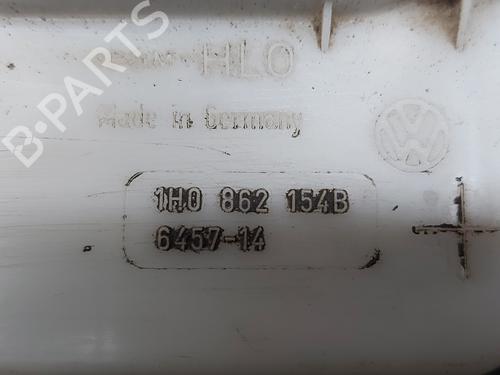 HLO
Made in Germany
1H0 862 154B
6457-14
B-PARTS